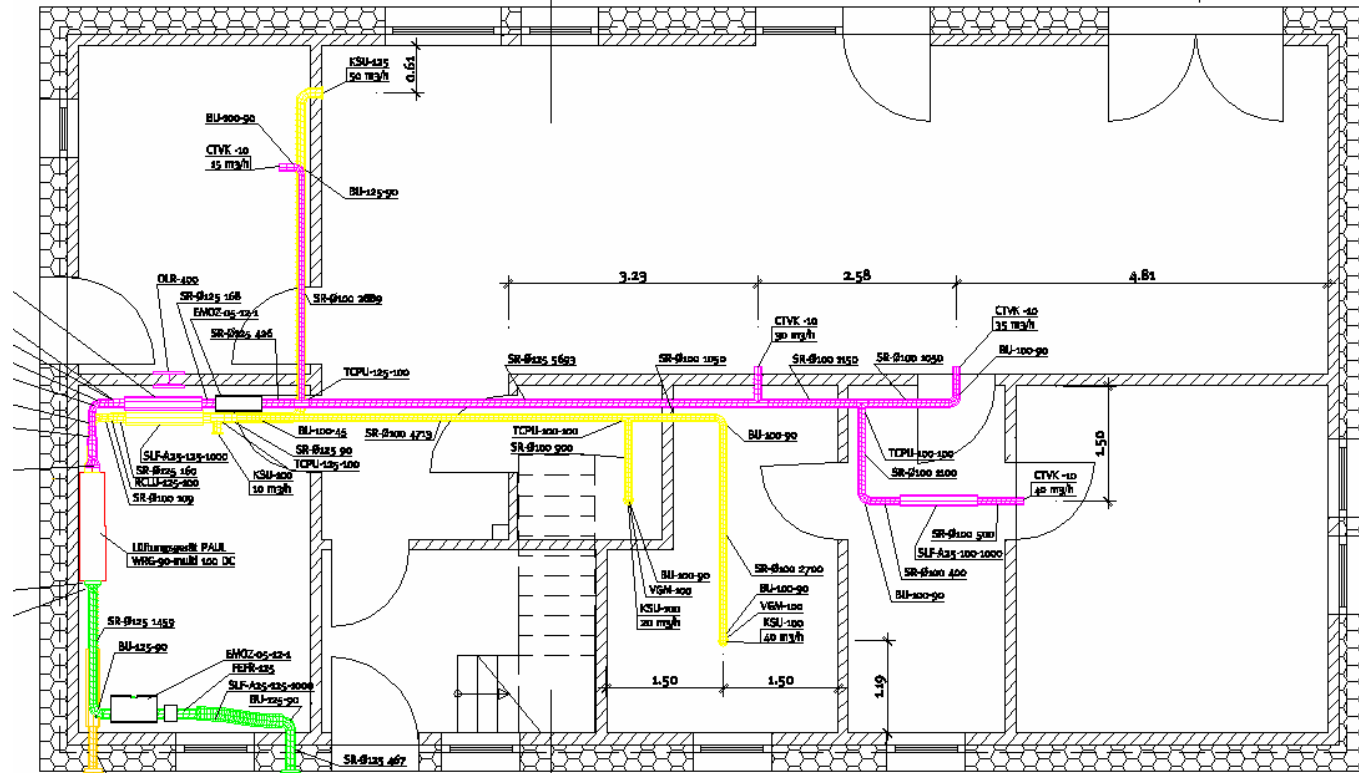 KSU-125
50 m3/h
0.61
BU-100-90
CTVK -10
15 m3/h
BU-125-90
OLR-400
SR-Ø125 168
EMOZ-05-12-1
SR-Ø125 426
SR-Ø100 2689
3.23
2.58
4.81
CTVK -10
30 m3/h
CTVK -10
35 m3/h
BU-100-90
TCPU-125-100
SR-Ø125 5693
SR-Ø100 1050
SR-Ø100 1150
SR-Ø100 1050
BU-100-45
SR-Ø100 4713
TCPU-100-100
SR-Ø100 900
BU-100-90
SLF-A25-125-1000
SR-Ø125 90
TCPU-125-100
SR-Ø125 160
RCLU-125-100
SR-Ø100 109
KSU-100
10 m3/h
TCPU-100-100
SR-Ø100 1100
1.50
CTVK -10
40 m3/h
SR-Ø100 500
SLF-A25-100-1000
SR-Ø100 400
BU-100-90
Lüftungsgerät PAUL
WRG-90-multi 100 DC
BU-100-90
VGM-100
KSU-100
20 m3/h
SR-Ø100 2700
BU-100-90
VGM-100
KSU-100
40 m3/h
SR-Ø125 1459
BU-125-90
EMOZ-05-12-1
FEFR-125
SLF-A25-125-1000
BU-125-90
1.50
1.50
1.19
SR-Ø125 467